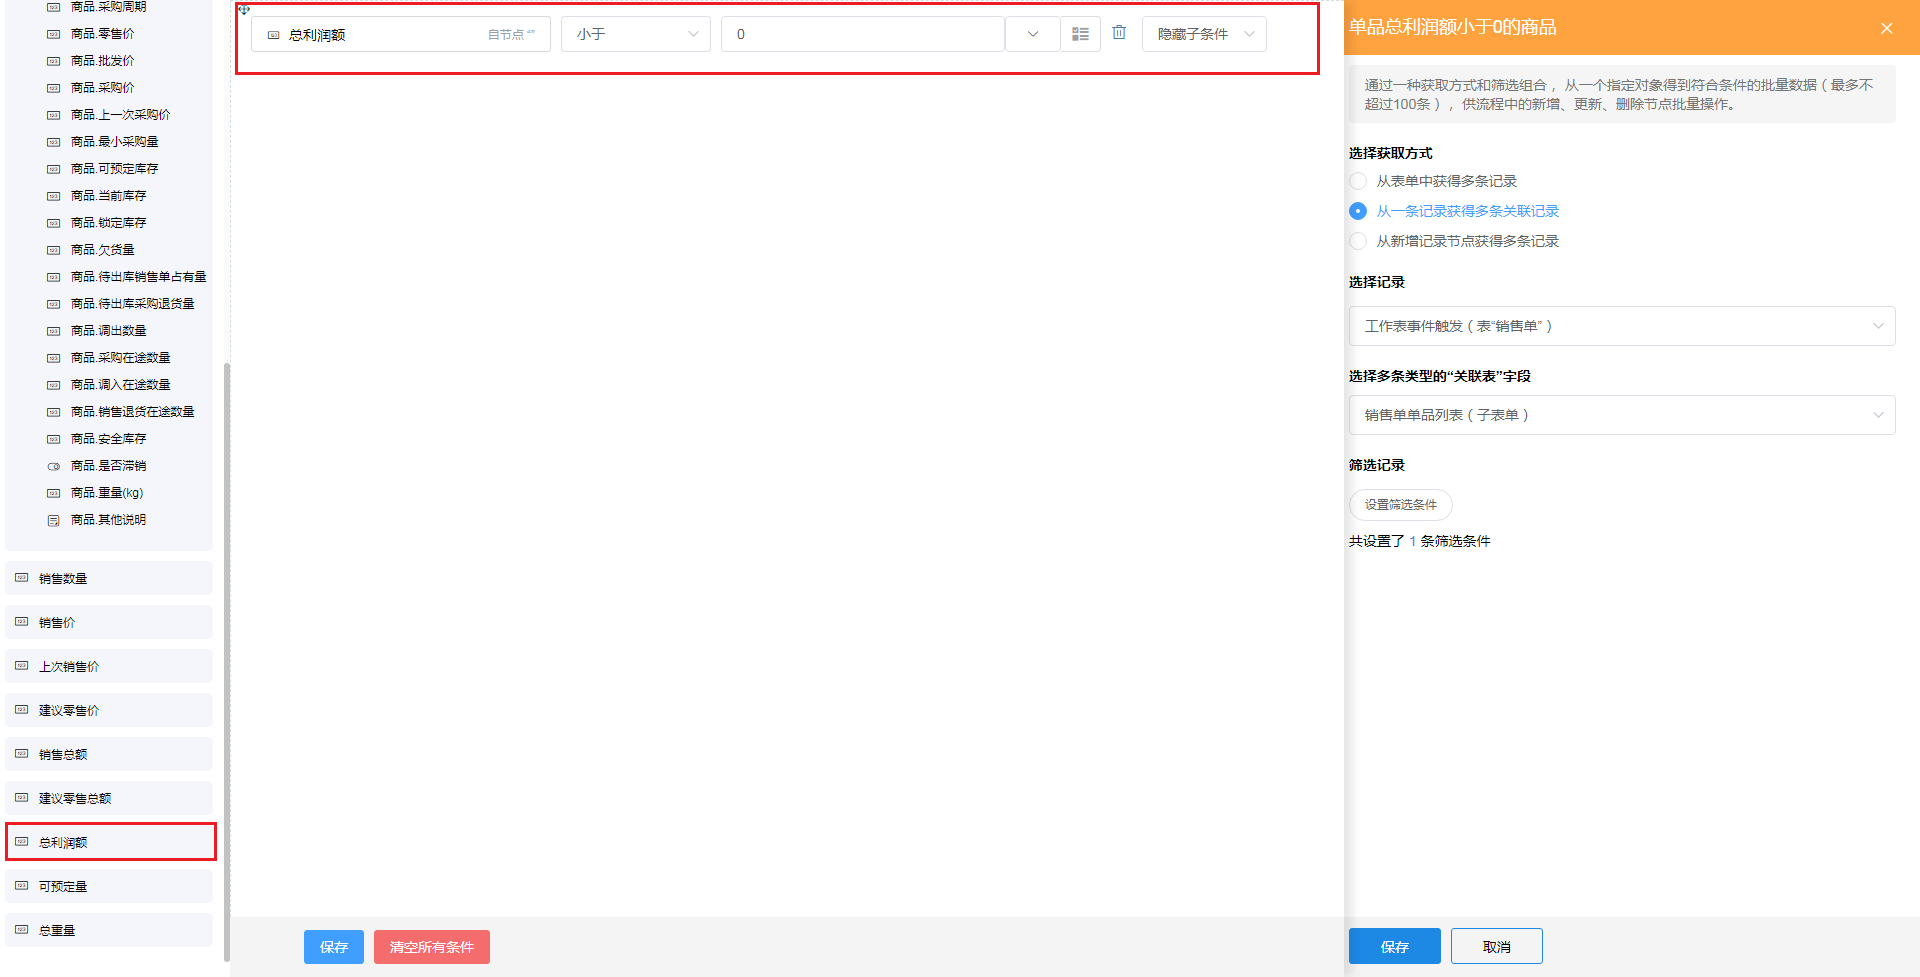 商品.采购周期
商品.零售价
商品.批发价
商品.采购价
商品.上一次采购价
商品.最小采购量
商品.可预定库存
商品.当前库存
商品.锁定库存
商品.欠货量
商品.待出库销售单占有量
商品.待出库采购退货量
商品.调出数量
商品.采购在途数量
商品.调入在途数量
商品.销售退货在途数量
商品.安全库存
商品.是否滞销
商品.重量(kg)
商品.其他说明
销售数量
销售价
上次销售价
建议零售价
销售总额
建议零售总额
总利润额
可预定量
总重量
总利润额 自节点“” 小于 0 隐藏子条件
保存 清空所有条件
单品总利润额小于0的商品
通过一种获取方式和筛选组合，从一个指定对象得到符合条件的批量数据（最多不
超过100条），供流程中的新增、更新、删除节点批量操作。
选择获取方式
从表单中获得多条记录
从一条记录获得多条关联记录
从新增记录节点获得多条记录
选择记录
工作表事件触发（表“销售单”）
选择多条类型的“关联表”字段
销售单单品列表（子表单）
筛选记录
设置筛选条件
共设置了 1 条筛选条件
保存 取消